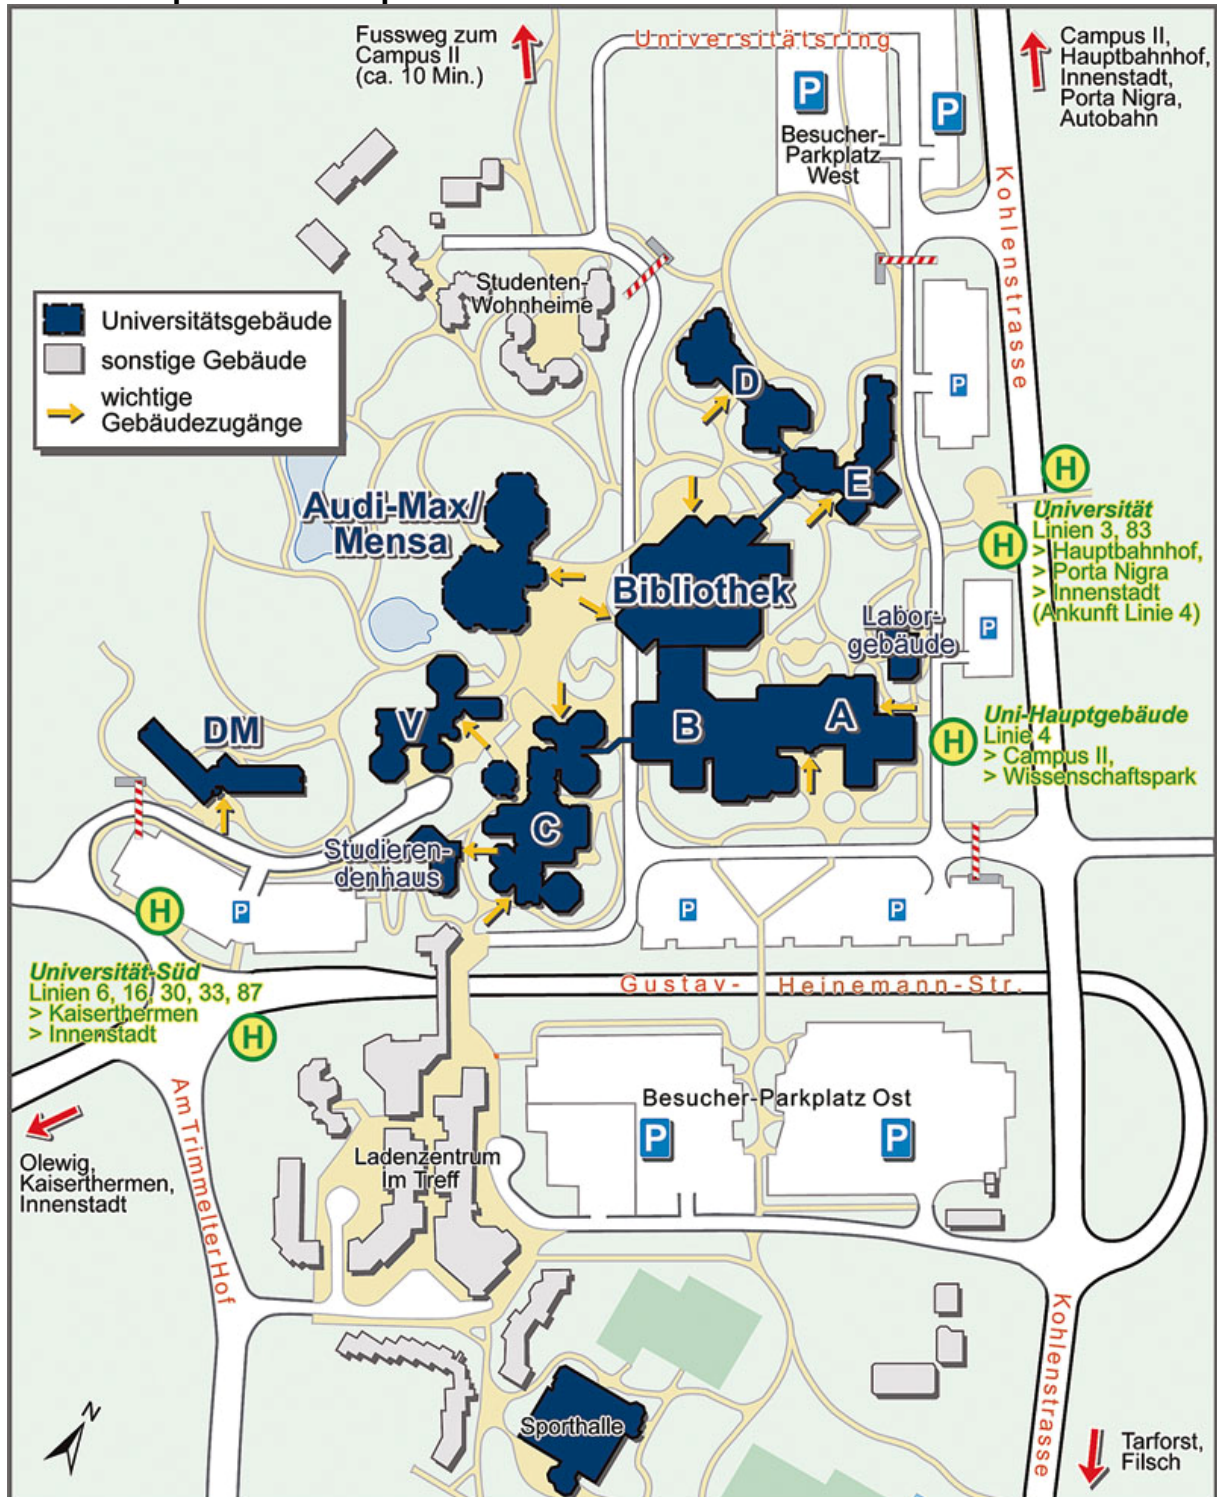 Fussweg zum
Campus II
(ca. 10 Min.)
Universitätsring
Campus II,
Hauptbahnhof,
Innenstadt,
Porta Nigra,
Autobahn
P
P
Besucher-
Parkplatz
West
Kohlenstrasse
Studenten-
Wohnheime
Universitätsgebäude
sonstige Gebäude
wichtige
Gebäudezugänge
D
P
E
H
Audi-Max/
Mensa
Universität
Linien 3, 83
> Hauptbahnhof,
> Porta Nigra
> Innenstadt
(Ankunft Linie 4)
H
Bibliothek
Labor-
gebäude
P
DM
V
B
A
H
Uni-Hauptgebäude
Linie 4
> Campus II,
> Wissenschaftspark
C
Studieren-
denhaus
H
P
P
P
Universität-Süd
Linien 6, 16, 30, 33, 87
> Kaiserthermen
> Innenstadt
H
Gustav- Heinemann-Str.
Am Trimmelter Hof
Besucher-Parkplatz Ost
P
P
Olewig,
Kaiserthermen,
Innenstadt
Ladenzentrum
Im Treff
Kohlenstrasse
N
Sporthalle
Tarforst,
Filsch